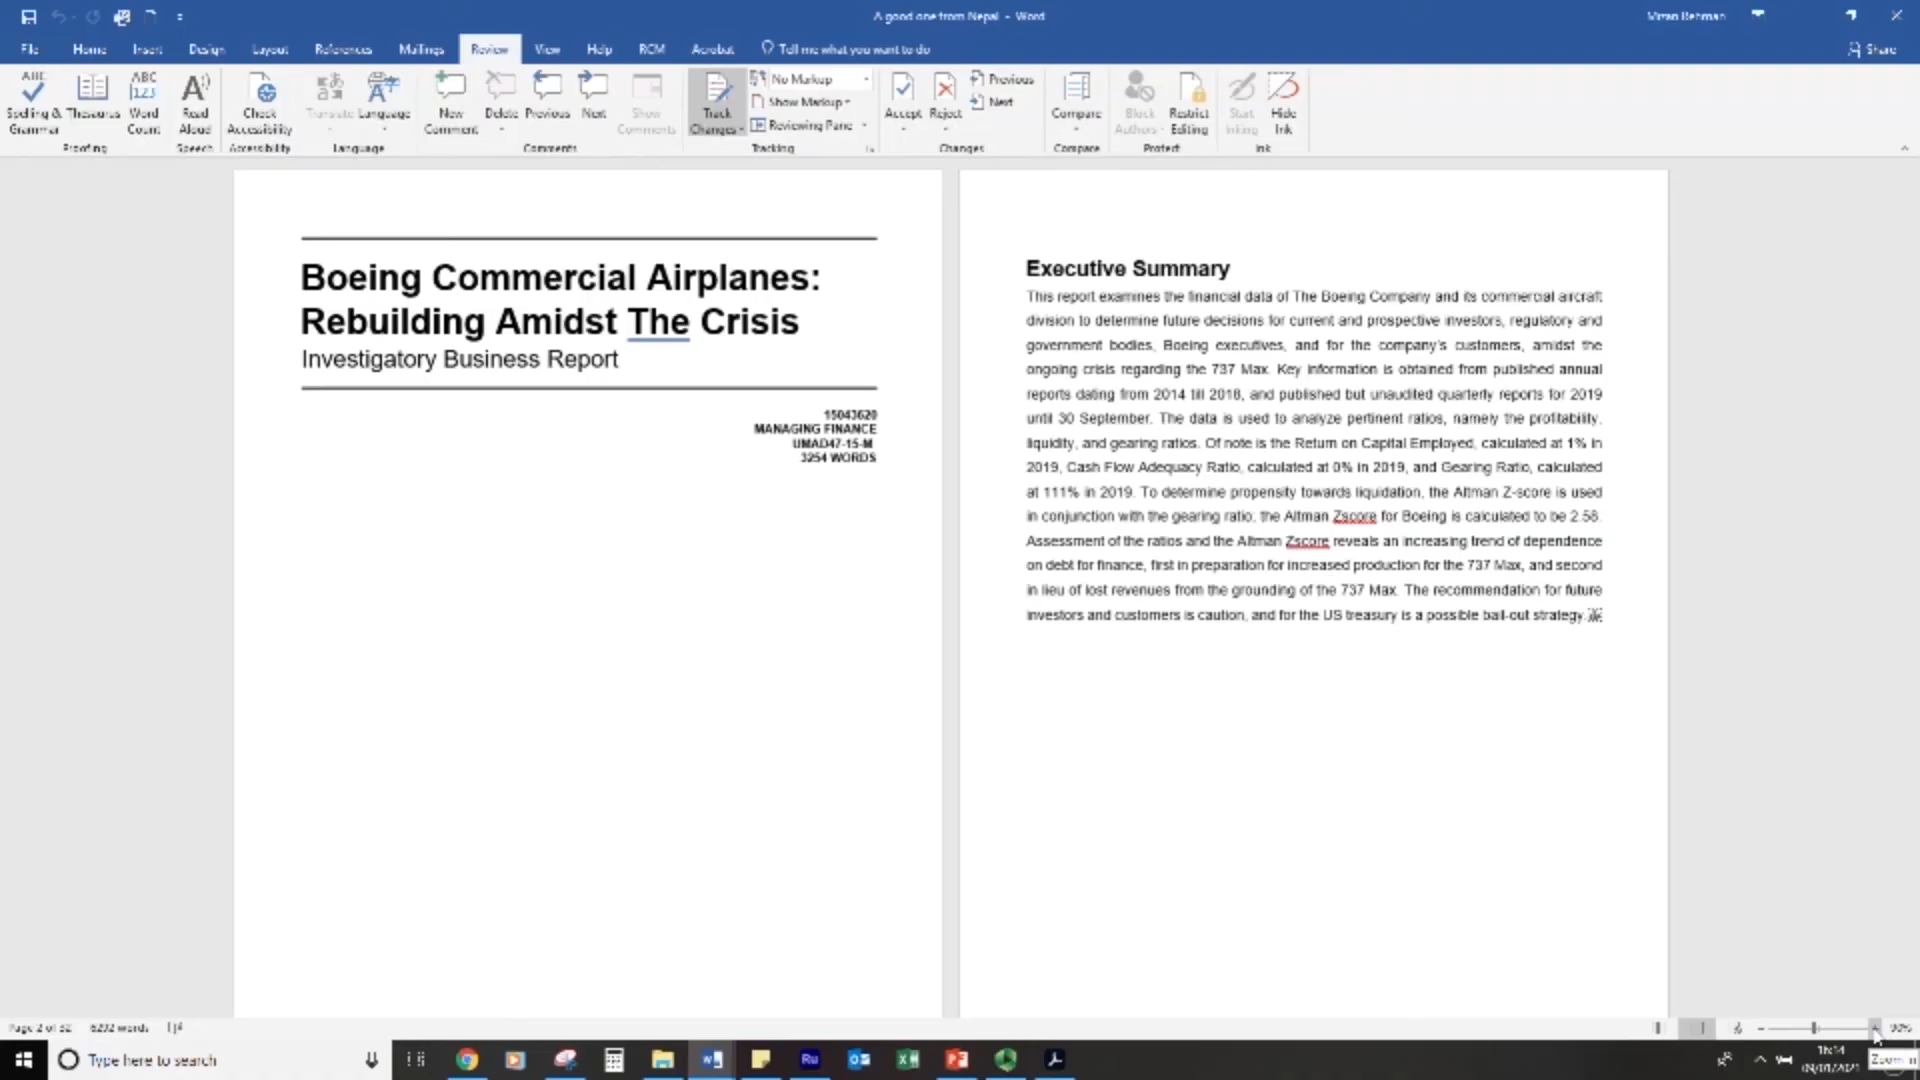 A good one from Nepal - Word
Share
File Home Insert Design Layout References Mailings Review View Help RCM Acrobat Tell me what you want to do
Spelling & Grammar
Thesaurus
Word Count
Proofing
Read Aloud
Speech
Check Accessibility
Accessibility
Translate
Language
Language
New Comment
Delete
Previous
Next
Show Comments
Comments
Track Changes
No Markup
Show Markup
Reviewing Pane
Tracking
Accept
Reject
Previous
Next
Changes
Compare
Compare
Block Authors
Restrict Editing
Protect
Start Inking
Hide Ink
Ink
Boeing Commercial Airplanes:
Rebuilding Amidst The Crisis
Investigatory Business Report
15043620
MANAGING FINANCE
UMAD47-15-M
3254 WORDS
Executive Summary
This report examines the financial data of The Boeing Company and its commercial aircraft
division to determine future decisions for current and prospective investors, regulatory and
government bodies, Boeing executives, and for the company's customers, amidst the
ongoing crisis regarding the 737 Max. Key information is obtained from published annual
reports dating from 2014 till 2018, and published but unaudited quarterly reports for 2019
until 30 September. The data is used to analyze pertinent ratios, namely the profitability,
liquidity, and gearing ratios. Of note is the Return on Capital Employed, calculated at 1% in
2019, Cash Flow Adequacy Ratio, calculated at 0% in 2019, and Gearing Ratio, calculated
at 111% in 2019. To determine propensity towards liquidation, the Altman Z-score is used
in conjunction with the gearing ratio; the Altman Zscore for Boeing is calculated to be 2.58.
Assessment of the ratios and the Altman Zscore reveals an increasing trend of dependence
on debt for finance, first in preparation for increased production for the 737 Max, and second
in lieu of lost revenues from the grounding of the 737 Max. The recommendation for future
investors and customers is caution, and for the US treasury is a possible bail-out strategy.
Page 2 of 32 6292 words
90%
Type here to search
Ru
16:14
09/01/2021
Zoom In